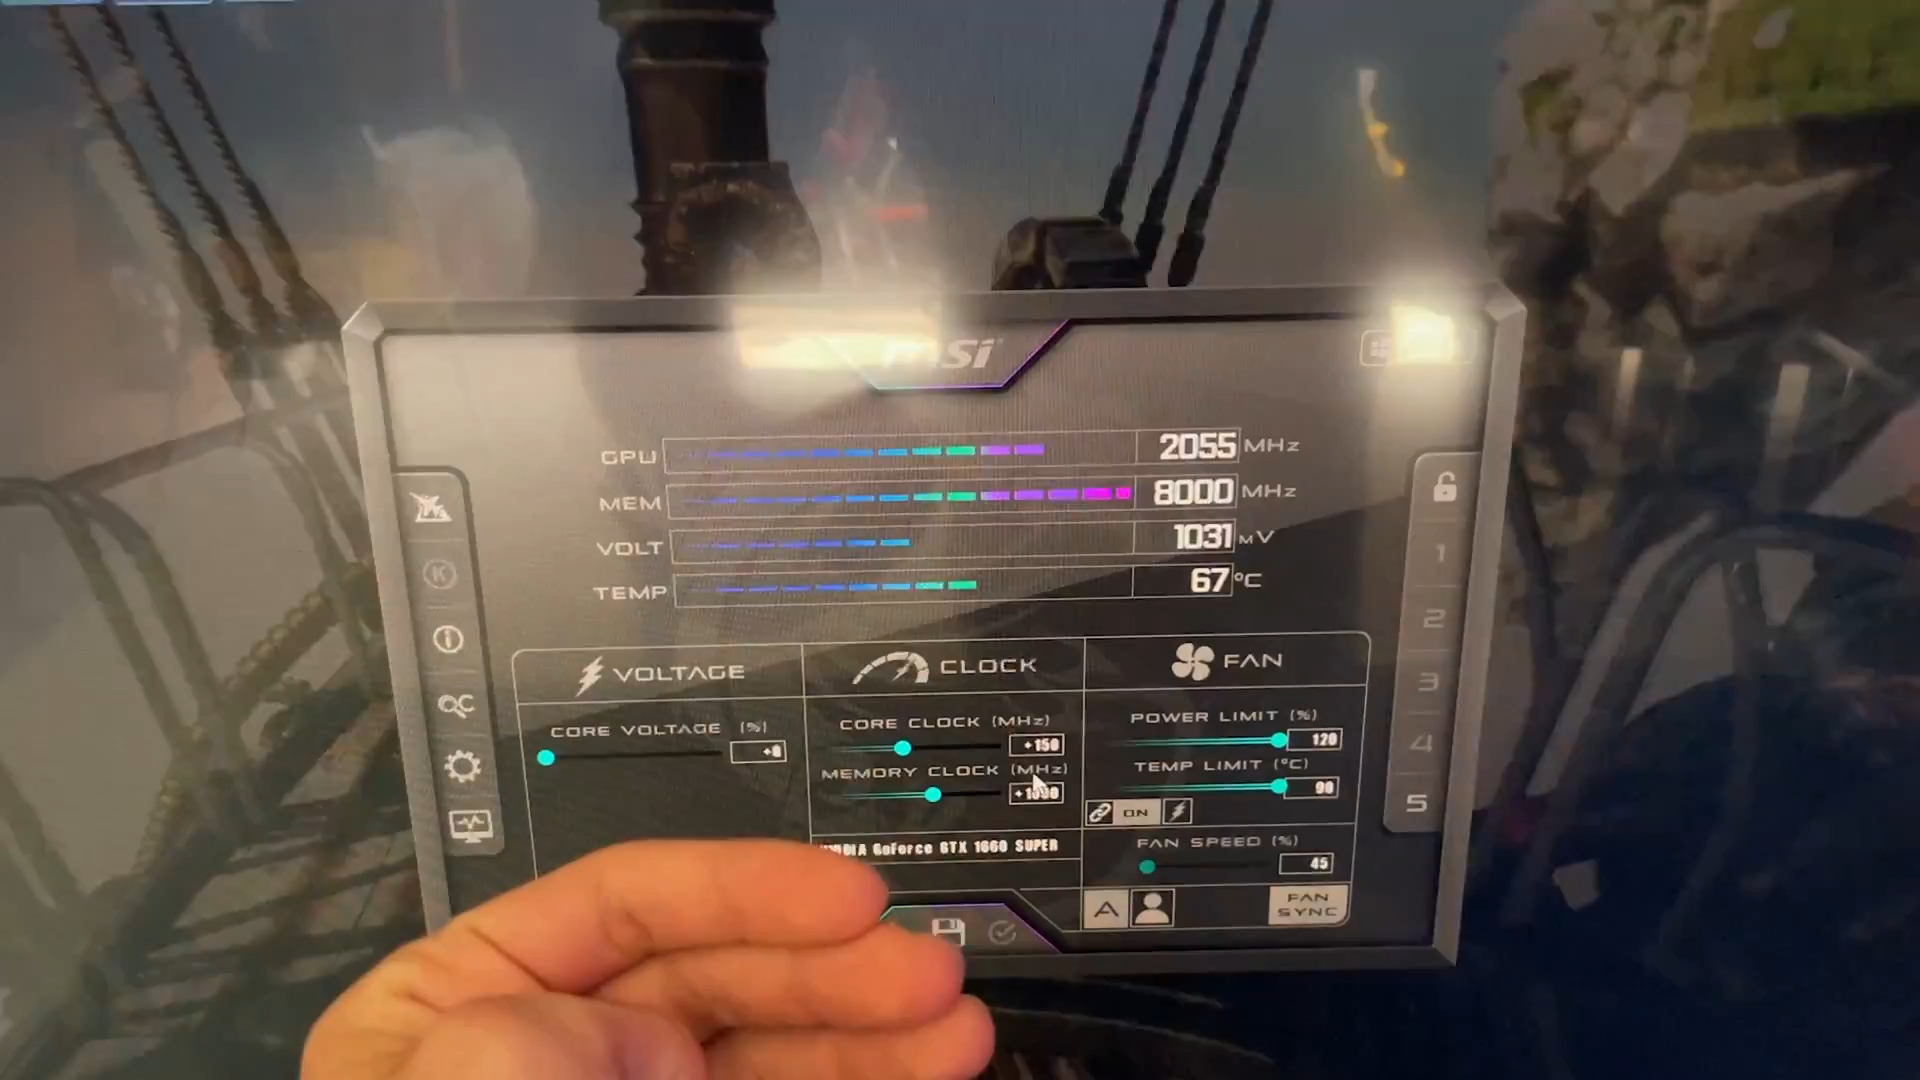 msi
GPU 2055 MHz
MEM 8000 MHz
VOLT 1031 mV
TEMP 67 °C
K
i
OC
1
2
3
4
5
VOLTAGE
CLOCK
FAN
CORE VOLTAGE (%)
+0
CORE CLOCK (MHz)
+150
MEMORY CLOCK (MHz)
POWER LIMIT (%)
120
TEMP LIMIT (°C)
90
ON
GeForce GTX 1660 SUPER
FAN SPEED (%)
45
A
FAN
SYNC